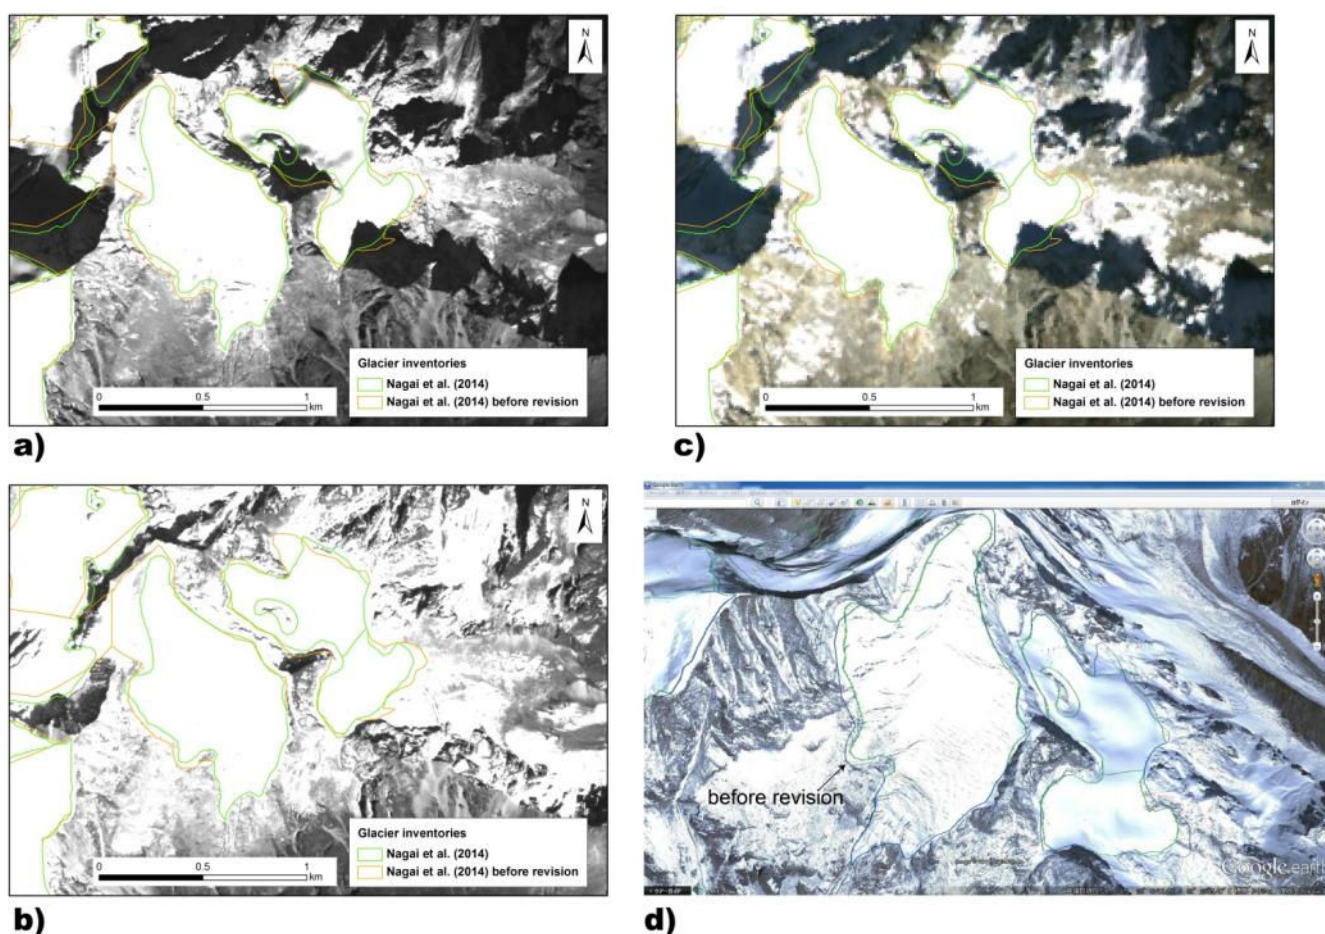 N
Glacier inventories
Nagai et al. (2014)
Nagai et al. (2014) before revision
0 0.5 1
km
a)
N
Glacier inventories
Nagai et al. (2014)
Nagai et al. (2014) before revision
0 0.5 1
km
c)
N
Glacier inventories
Nagai et al. (2014)
Nagai et al. (2014) before revision
0 0.5 1
km
b)
Google Earth
before revision
Google earth
d)